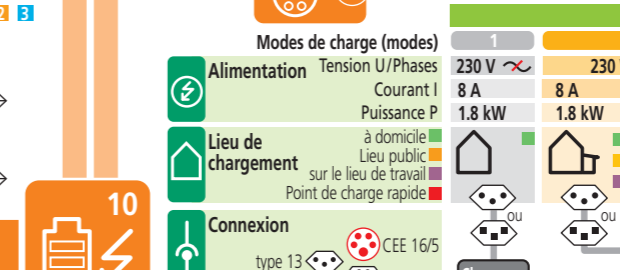 2 3
Modes de charge (modes) 1
Alimentation Tension U/Phases 230 V 230
Courant I 8 A 8 A
Puissance P 1.8 kW 1.8 kW
Lieu de chargement
à domicile
Lieu public
sur le lieu de travail
Point de charge rapide
10
ou ou
Connexion
CEE 16/5
type 13